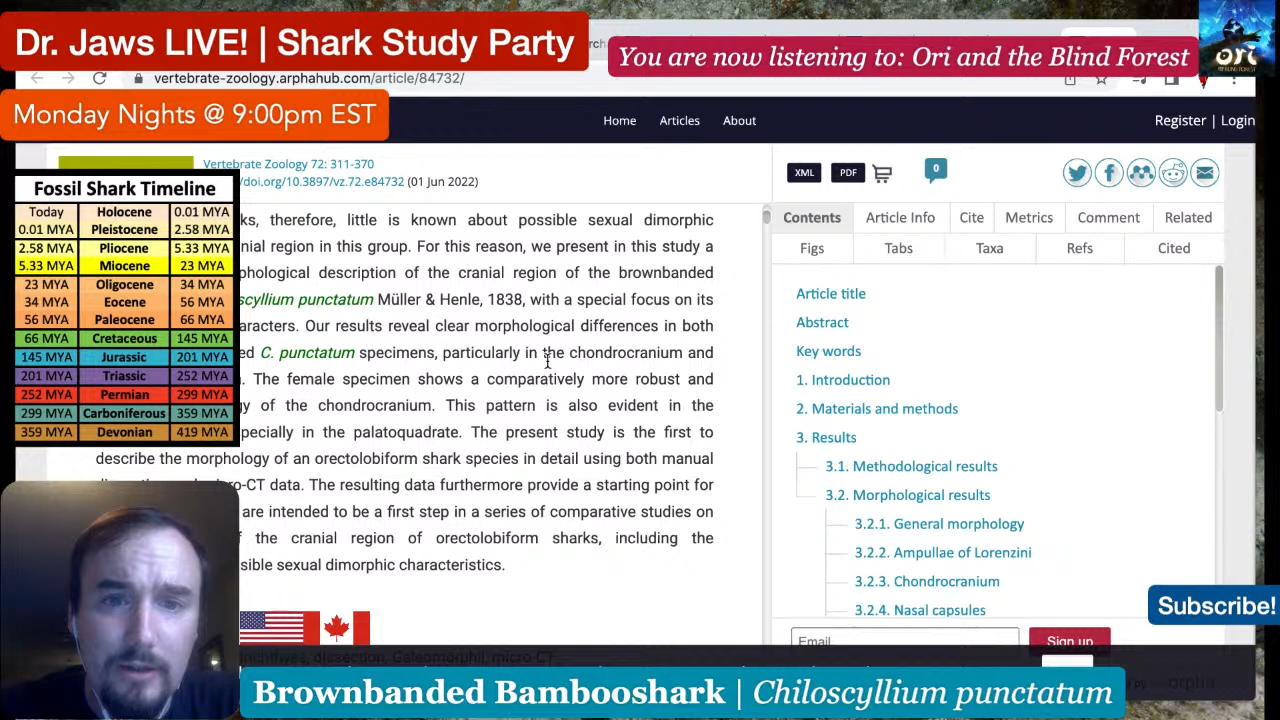 Dr. Jaws LIVE! | Shark Study Party
You are now listening to: Ori and the Blind Forest
ori
vertebrate-zoology.arphahub.com/article/84732/
Monday Nights @ 9:00pm EST
Home Articles About
Register | Login
Vertebrate Zoology 72: 311-370
/doi.org/10.3897/vz.72.e84732 (01 Jun 2022)
XML PDF 0
Fossil Shark Timeline
Today Holocene 0.01 MYA
0.01 MYA Pleistocene 2.58 MYA
2.58 MYA Pliocene 5.33 MYA
5.33 MYA Miocene 23 MYA
23 MYA Oligocene 34 MYA
34 MYA Eocene 56 MYA
56 MYA Paleocene 66 MYA
66 MYA Cretaceous 145 MYA
145 MYA Jurassic 201 MYA
201 MYA Triassic 252 MYA
252 MYA Permian 299 MYA
299 MYA Carboniferous 359 MYA
359 MYA Devonian 419 MYA
therefore, little is known about possible sexual dimorphic
region in this group. For this reason, we present in this study a
description of the cranial region of the brownbanded
punctatum Müller & Henle, 1838, with a special focus on its
Our results reveal clear morphological differences in both
C. punctatum specimens, particularly in the chondrocranium and
The female specimen shows a comparatively more robust and
of the chondrocranium. This pattern is also evident in the
in the palatoquadrate. The present study is the first to
describe the morphology of an orectolobiform shark species in detail using both manual
data. The resulting data furthermore provide a starting point for
are intended to be a first step in a series of comparative studies on
the cranial region of orectolobiform sharks, including the
sexual dimorphic characteristics.
dissection, Galeomorphii, micro-CT
Contents Article Info Cite Metrics Comment Related
Figs Tabs Taxa Refs Cited
Article title
Abstract
Key words
1. Introduction
2. Materials and methods
3. Results
3.1. Methodological results
3.2. Morphological results
3.2.1. General morphology
3.2.2. Ampullae of Lorenzini
3.2.3. Chondrocranium
3.2.4. Nasal capsules
Subscribe!
Email Sign up
Brownbanded Bambooshark | Chiloscyllium punctatum